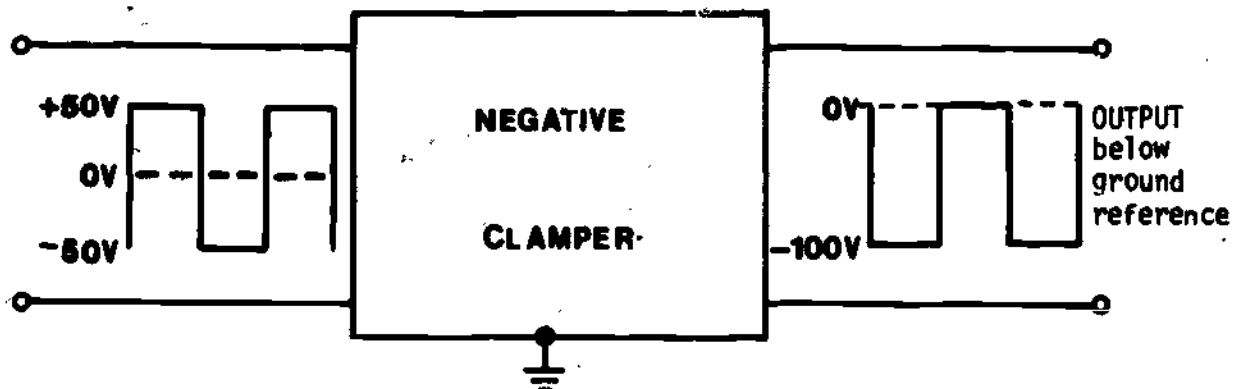 +50V
0V
-50V
NEGATIVE
CLAMPER
0V
-100V
OUTPUT
below
ground
reference